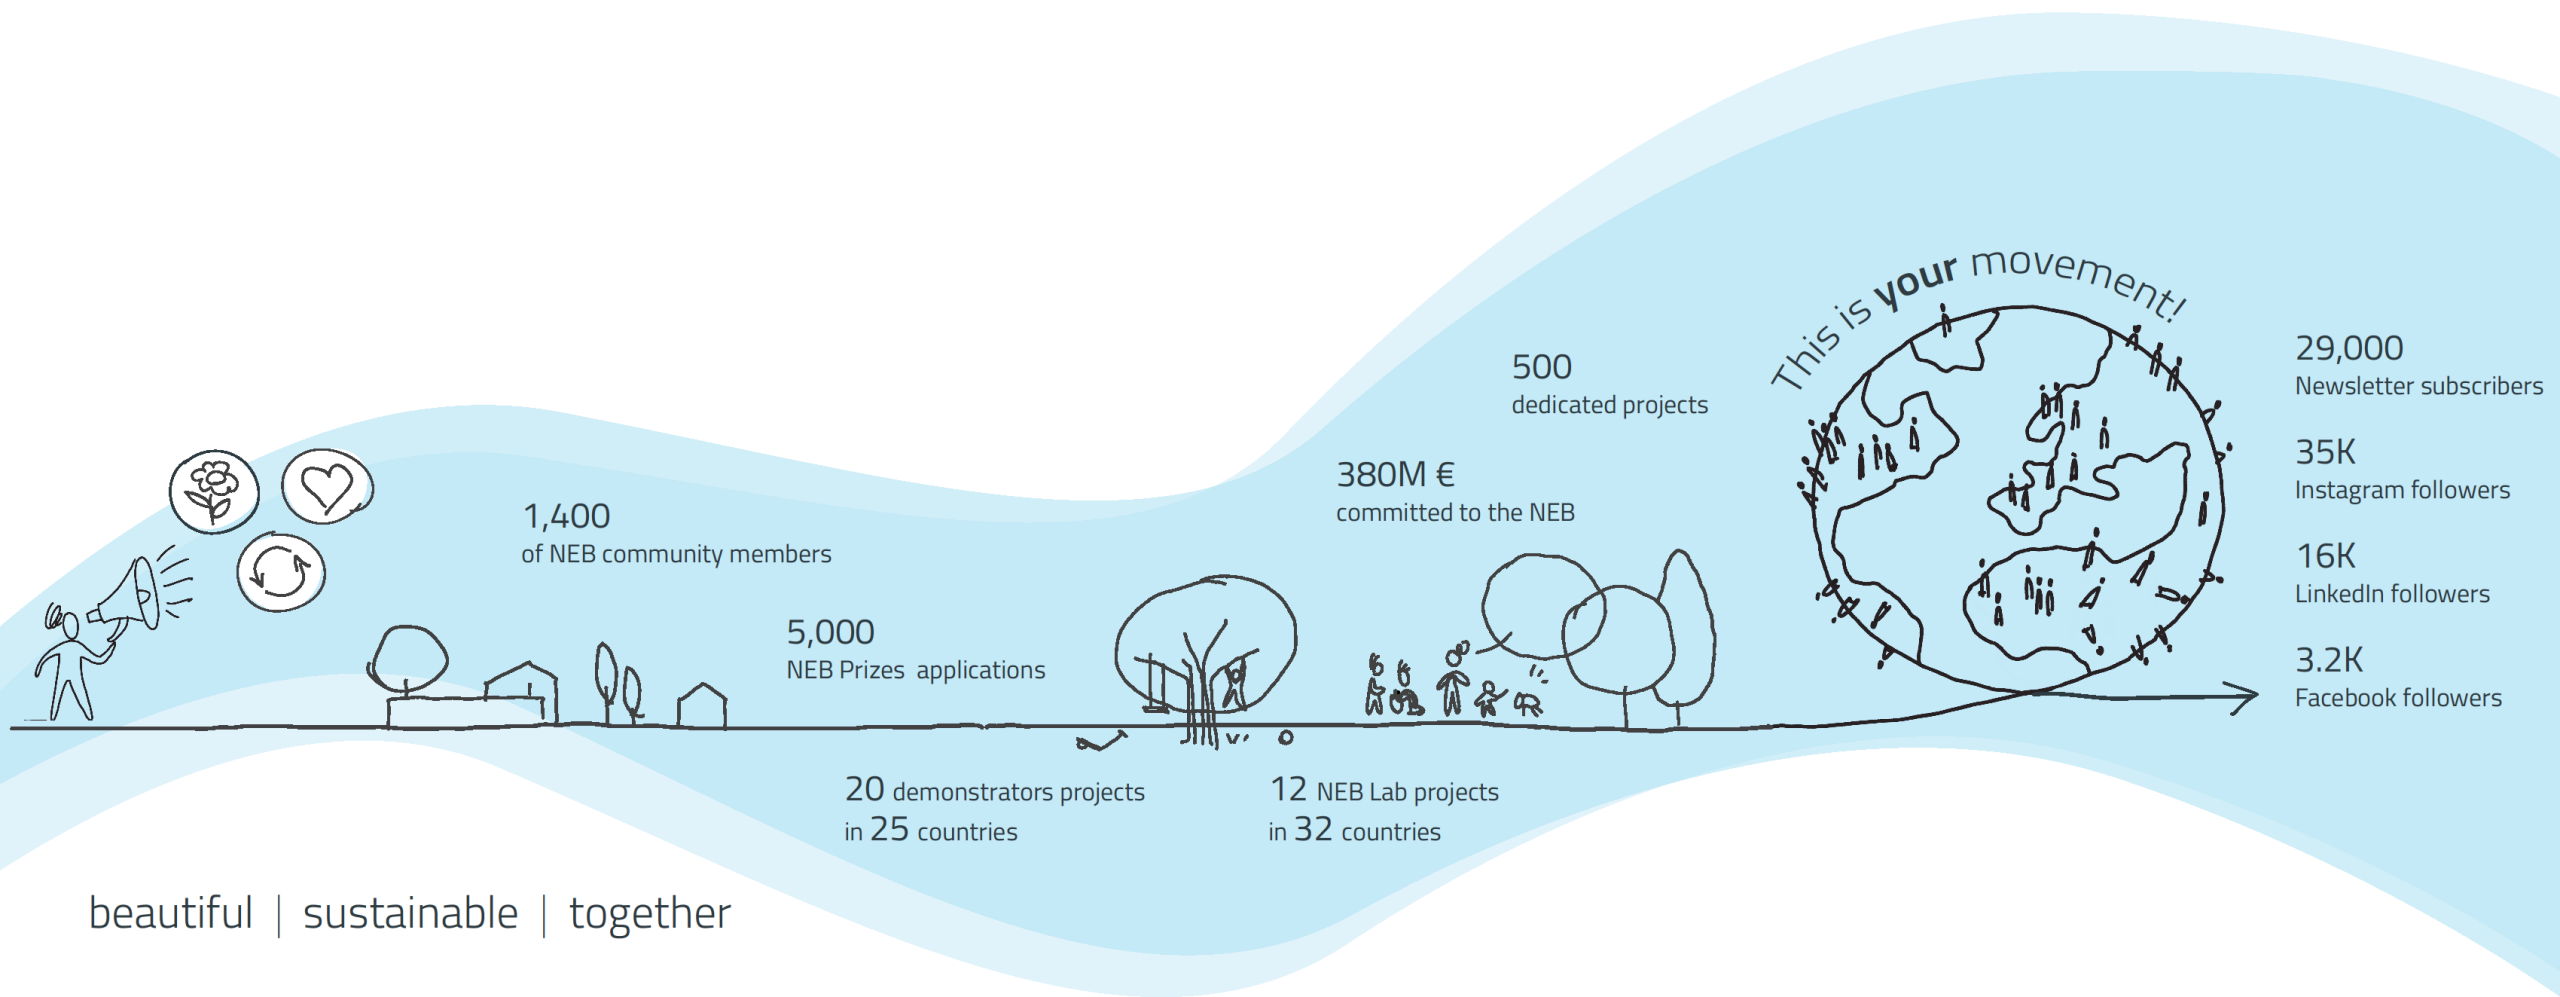 1,400
of NEB community members
5,000
NEB Prizes applications
20 demonstrators projects
in 25 countries
12 NEB Lab projects
in 32 countries
380M €
committed to the NEB
500
dedicated projects
This is your movement!
29,000
Newsletter subscribers
35K
Instagram followers
16K
LinkedIn followers
3.2K
Facebook followers
beautiful | sustainable | together